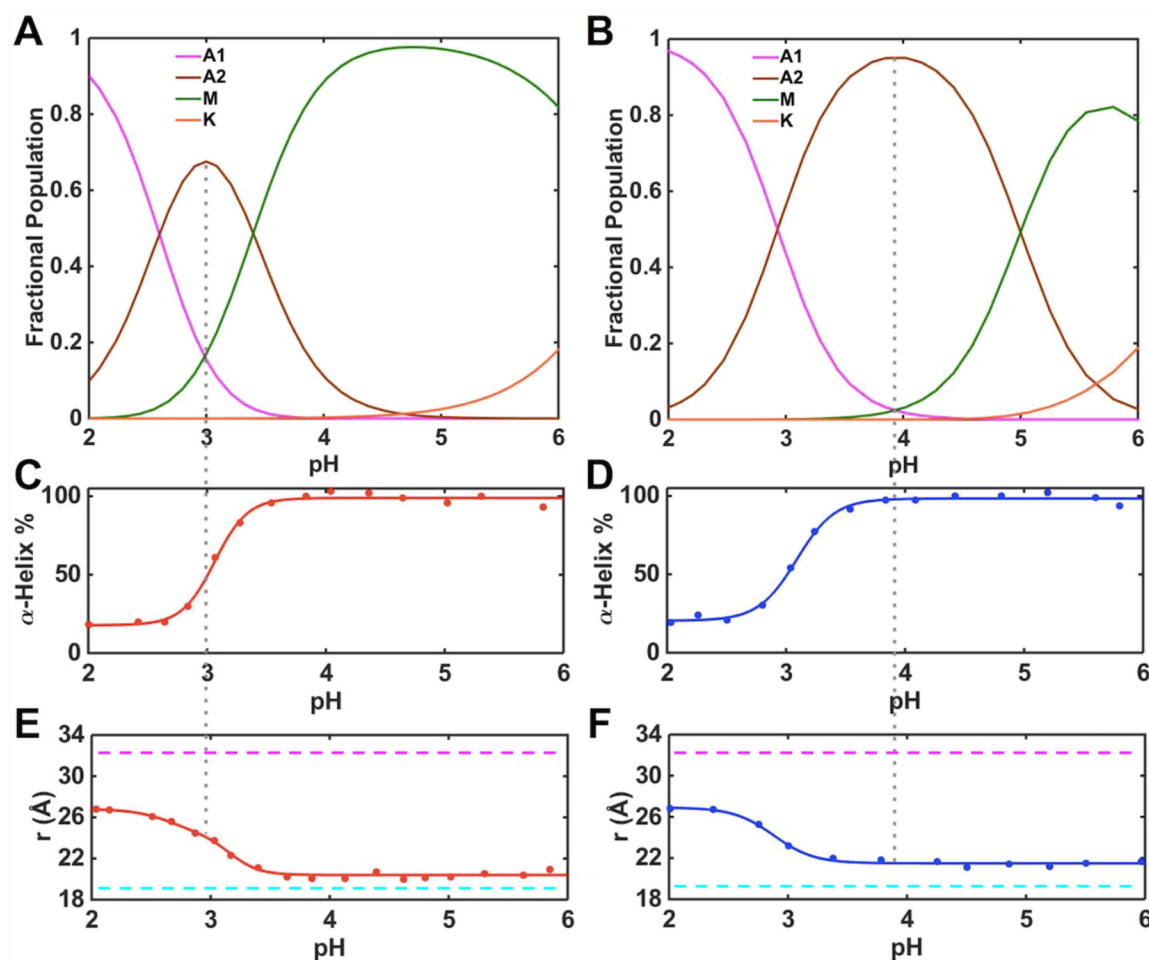 A
Fractional Population
1
0.8
0.6
0.4
0.2
0
A1
A2
M
K
2 3 4 5 6
pH
B
Fractional Population
1
0.8
0.6
0.4
0.2
0
A1
A2
M
K
2 3 4 5 6
pH
C
α-Helix %
100
50
0
2 3 4 5 6
pH
D
α-Helix %
100
50
0
2 3 4 5 6
pH
E
r (Å)
34
30
26
22
18
2 3 4 5 6
pH
F
r (Å)
34
30
26
22
18
2 3 4 5 6
pH